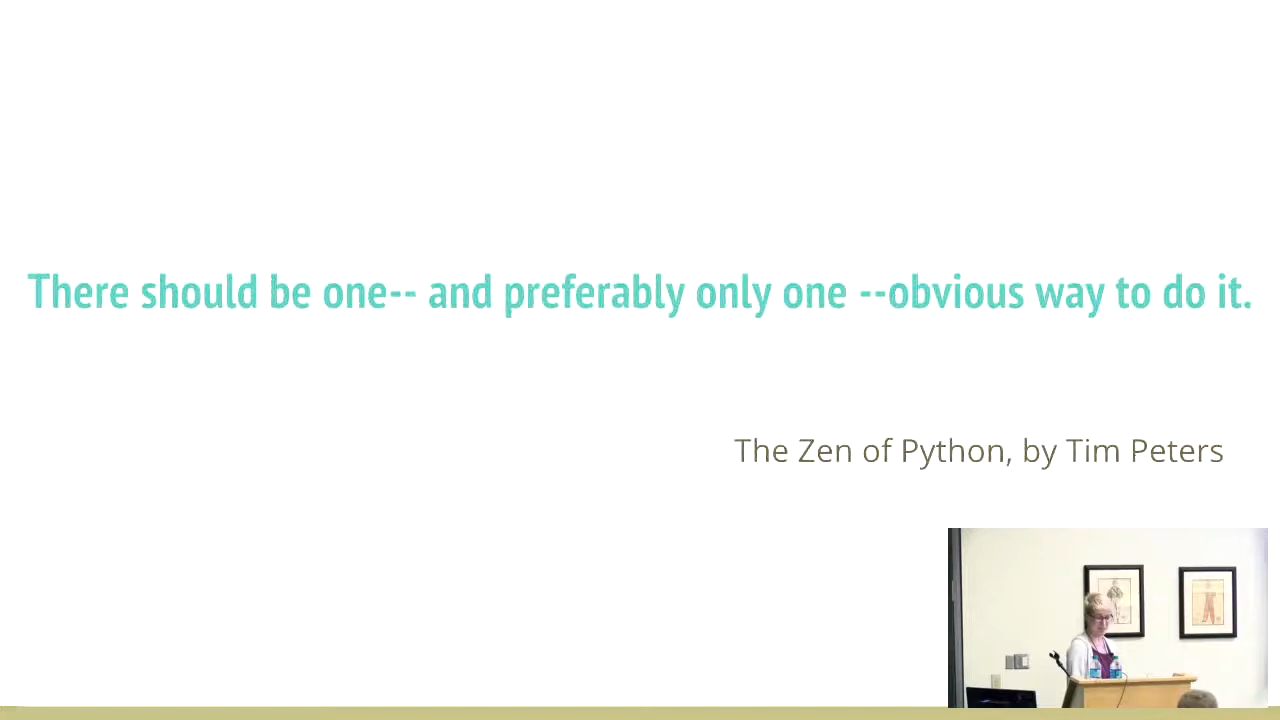 There should be one-- and preferably only one --obvious way to do it.
The Zen of Python, by Tim Peters